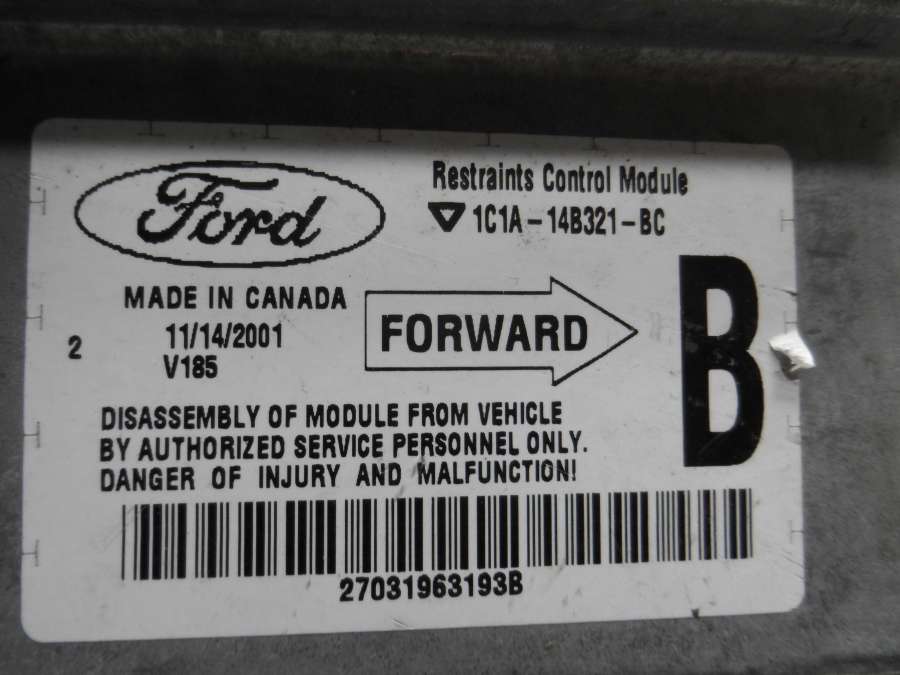 Ford
Restraints Control Module
1C1A-14B321-BC
MADE IN CANADA
11/14/2001
V185
2
FORWARD
B
DISASSEMBLY OF MODULE FROM VEHICLE
BY AUTHORIZED SERVICE PERSONNEL ONLY.
DANGER OF INJURY AND MALFUNCTION!
27031963193B